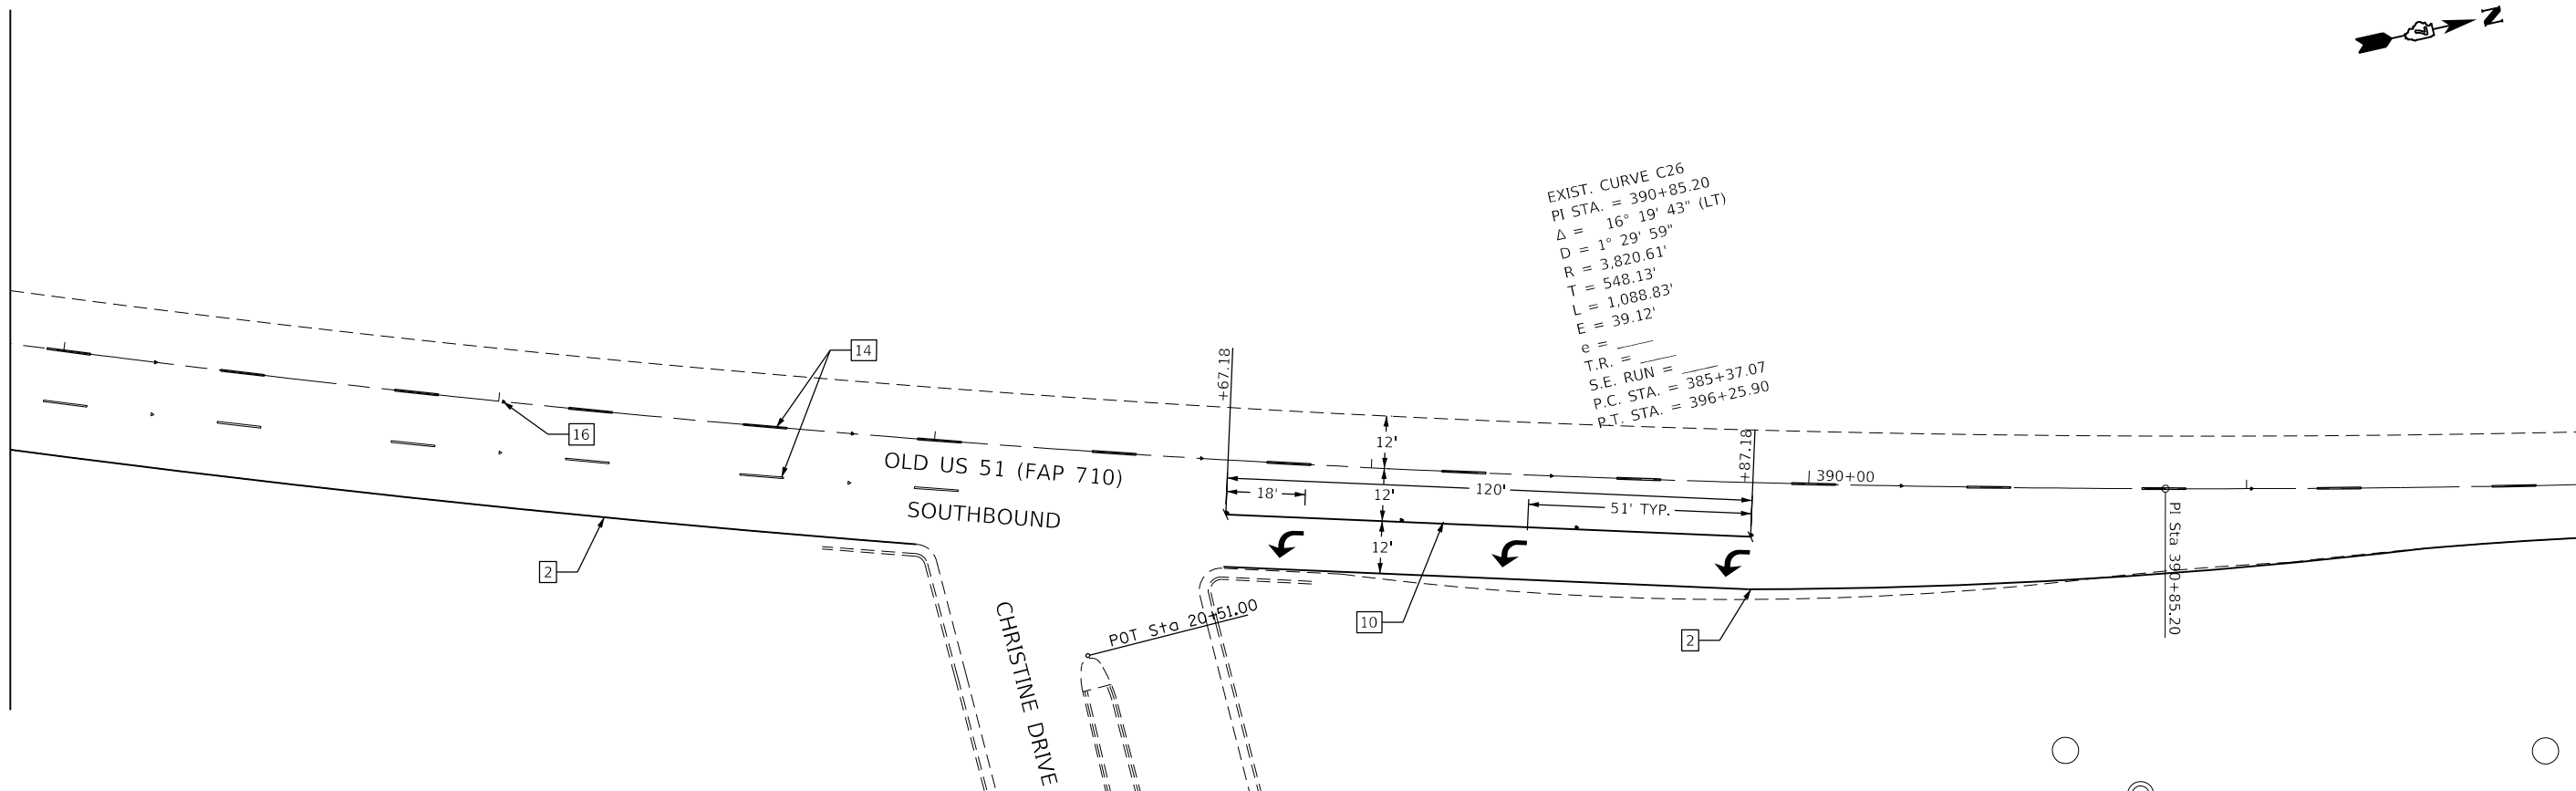 N
EXIST. CURVE C26
PI STA. = 390+85.20
Δ = 16° 19' 43" (LT)
D = 1° 29' 59"
R = 3,820.61'
T = 548.13'
L = 1,088.83'
E = 39.12'
e = _____
T.R. = _____
S.E. RUN = _____
P.C. STA. = 385+37.07
P.T. STA. = 396+25.90
14
16
+67.18
+87.18
12'
390+00
OLD US 51 (FAP 710)
120'
18'
12'
51' TYP.
SOUTHBOUND
12'
2
PI Sta 390+85.20
CHRISTINE DRIVE
POT Sta 20+51.00
10
2